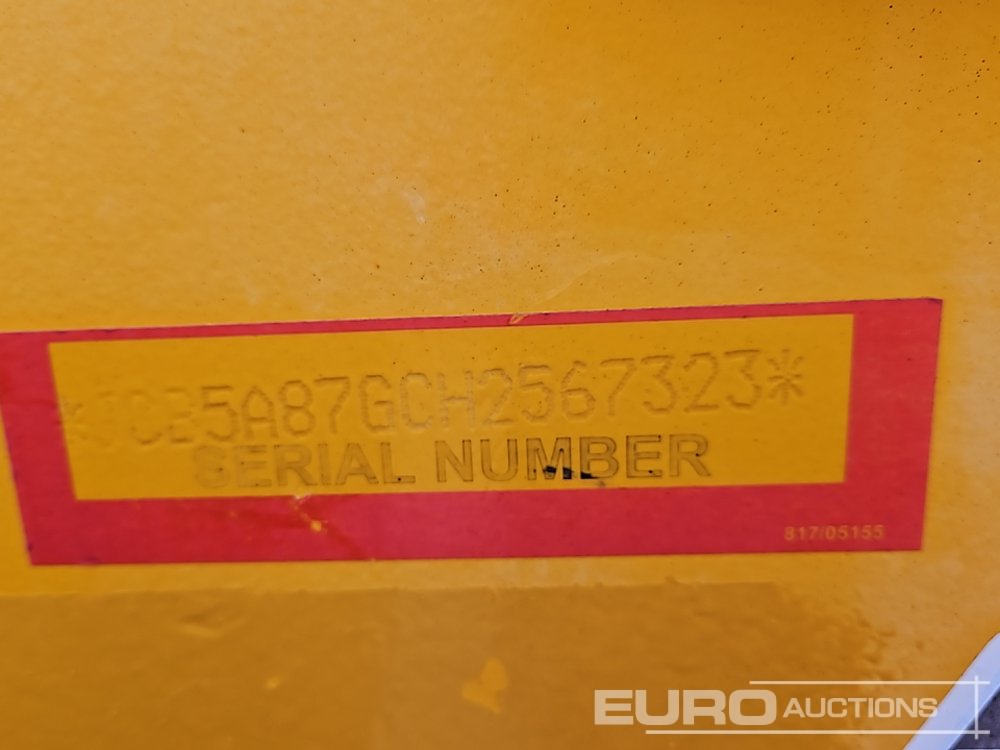 *JCB5A87GCH2567323*
SERIAL NUMBER
817/05155
EURO AUCTIONS